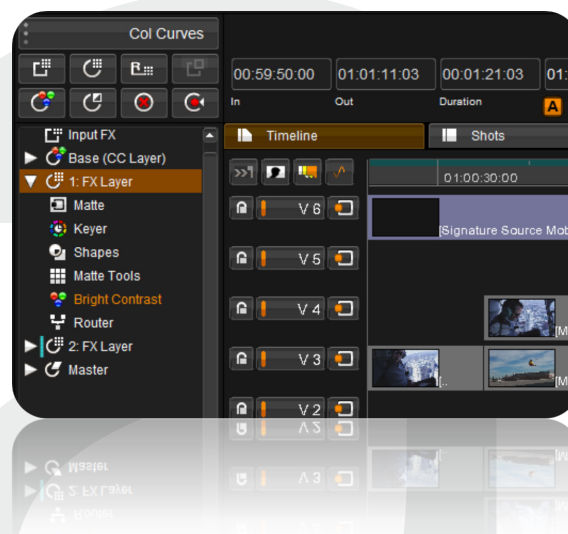 Col Curves
R
00:59:50:00 01:01:11:03 00:01:21:03 01:
In Out Duration A
Input FX
Base (CC Layer)
1: FX Layer
Matte
Keyer
Shapes
Matte Tools
Bright Contrast
Router
2: FX Layer
Master
Timeline Shots
01:00:30:00
V 6
[Signature Source Mob
V 5
V 4
[M
V 3
[.. [M
V 2